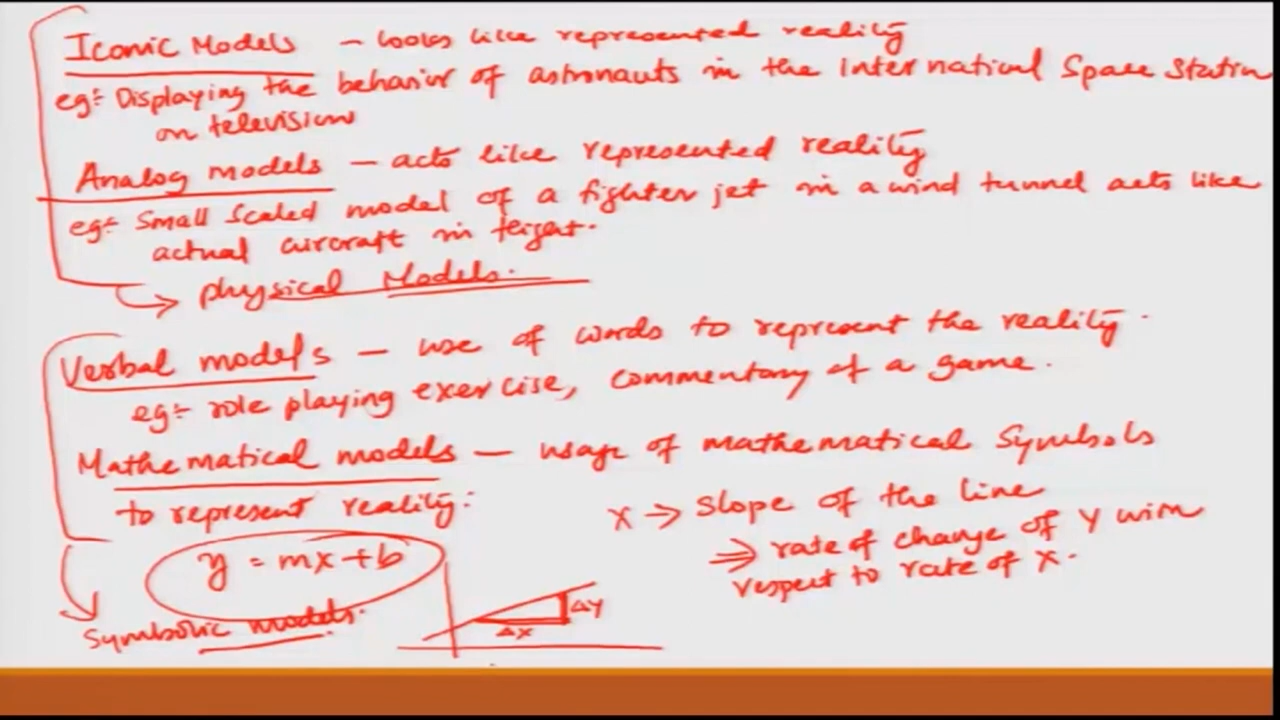 Iconic Models - looks like represented reality
eg:- Displaying the behavior of astronauts in the International Space Station
on television
Analog models - acts like represented reality
eg:- Small scaled model of a fighter jet in a wind tunnel acts like
actual aircraft in
→ physical Models.
Verbal models - use of words to represent the reality.
eg:- role playing exercise, commentary of a game.
Mathematical models - usage of mathematical symbols
to represent reality:
X → slope of the line
⇒ rate of change of Y with
respect to rate of X.
y = mx + b
Δy
Δx
Symbolic models.